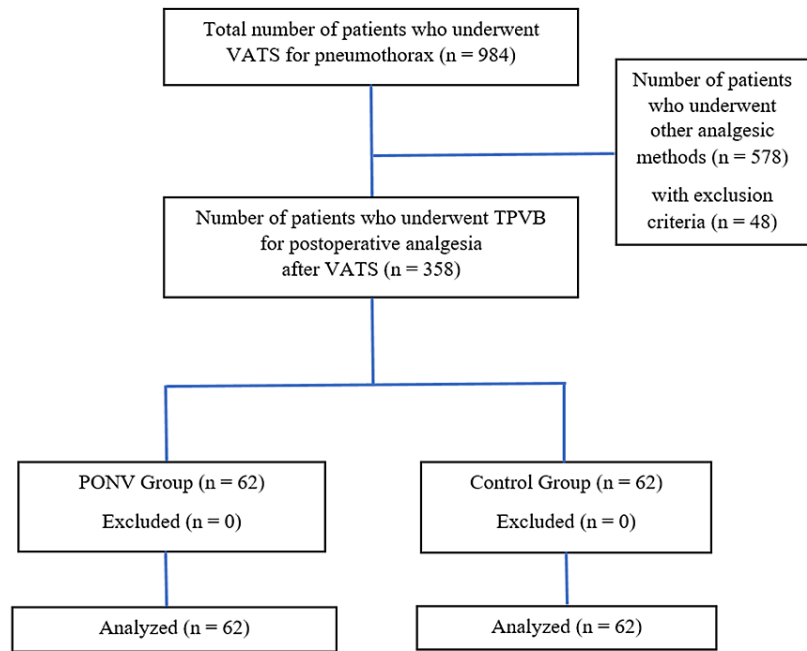 Total number of patients who underwent
VATS for pneumothorax (n = 984)
Number of patients
who underwent
other analgesic
methods (n = 578)
with exclusion
criteria (n = 48)
Number of patients who underwent TPVB
for postoperative analgesia
after VATS (n = 358)
PONV Group (n = 62)
Excluded (n = 0)
Control Group (n = 62)
Excluded (n = 0)
Analyzed (n = 62)
Analyzed (n = 62)